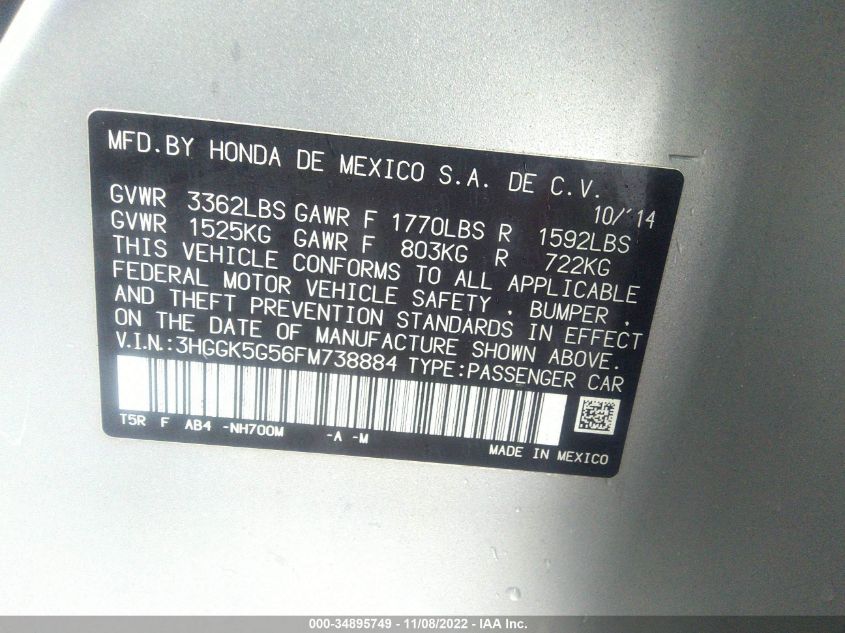 MFD.BY HONDA DE MEXICO S.A. DE C.V.
10/'14
GVWR 3362LBS GAWR F 1770LBS R 1592LBS
GVWR 1525KG GAWR F 803KG R 722KG
THIS VEHICLE CONFORMS TO ALL APPLICABLE
FEDERAL MOTOR VEHICLE SAFETY , BUMPER ,
AND THEFT PREVENTION STANDARDS IN EFFECT
ON THE DATE OF MANUFACTURE SHOWN ABOVE.
V.I.N.:3HGGK5G56FM738884 TYPE:PASSENGER CAR
T5R F AB4 -NH700M -A -M
MADE IN MEXICO
000-34895749 - 11/08/2022 - IAA Inc.